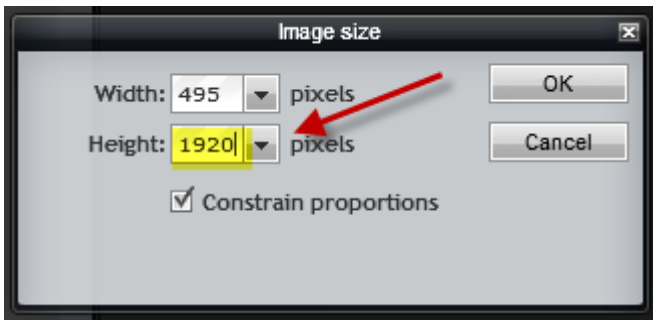 Image size
Width: 495 pixels
OK
Height: 1920 pixels
Cancel
Constrain proportions